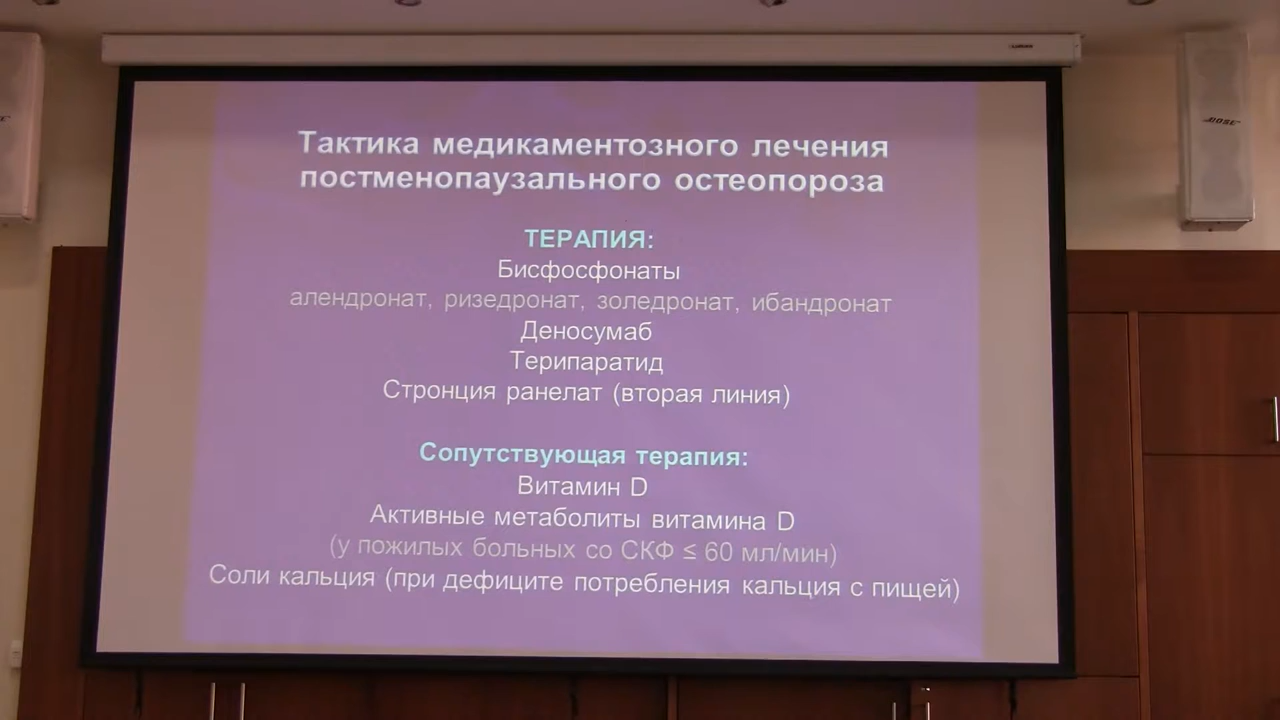 Тактика медикаментозного лечения
постменопаузального остеопороза
ТЕРАПИЯ:
Бисфосфонаты
алендронат, ризедронат, золедронат, ибандронат
Деносумаб
Терипаратид
Стронция ранелат (вторая линия)
Сопутствующая терапия:
Витамин D
Активные метаболиты витамина D
(у пожилых больных со СКФ ≤ 60 мл/мин)
Соли кальция (при дефиците потребления кальция с пищей)
BOSE